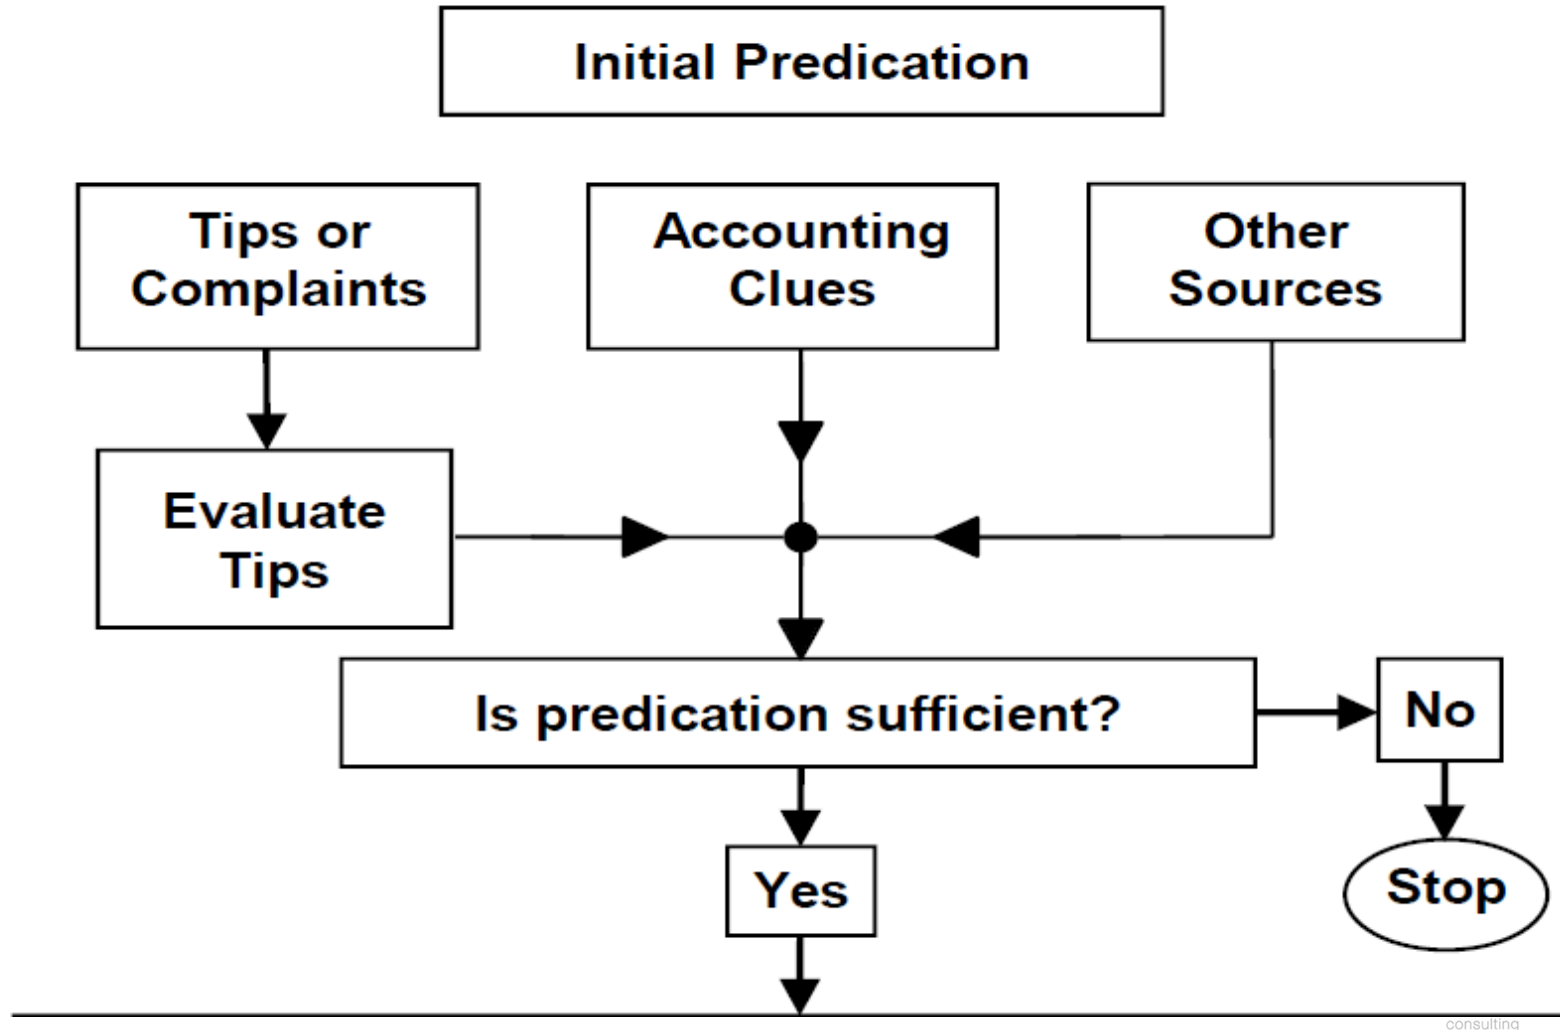 Initial Predication
Tips or
Complaints
Accounting
Clues
Other
Sources
Evaluate
Tips
Is predication sufficient?
No
Yes
Stop
consulting